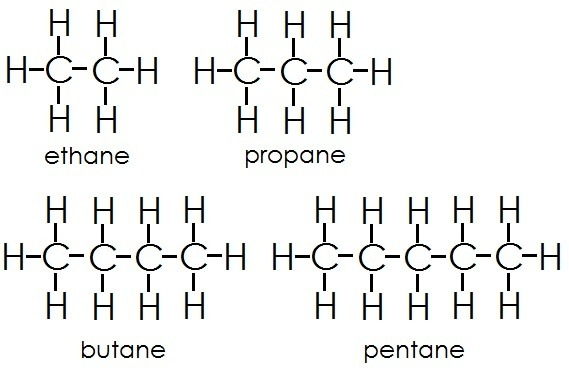 H H H H H
H-C-C-H H-C-C-C-H
H H H H H
ethane propane
H H H H H H H H H
H-C-C-C-C-H H-C-C-C-C-C-H
H H H H H H H H H
butane pentane